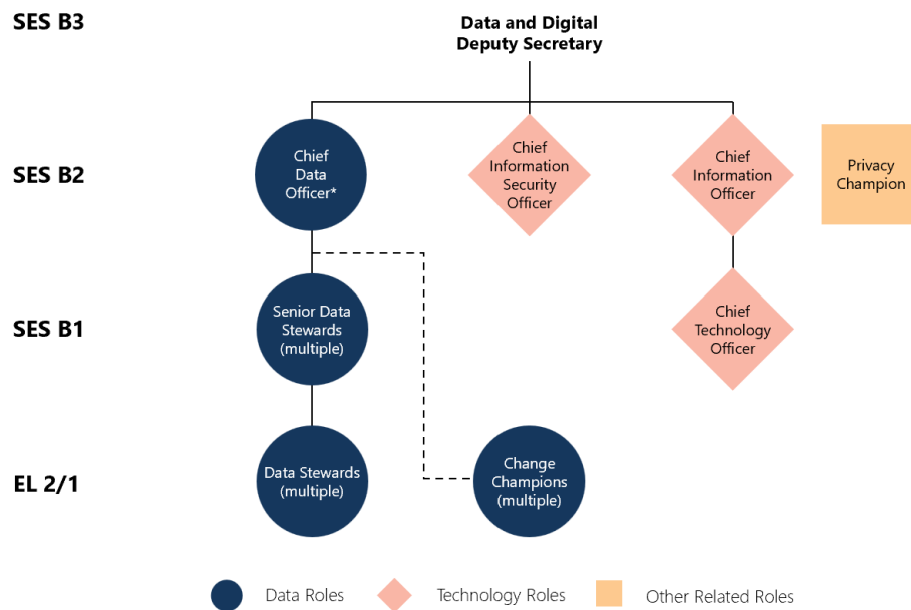 SES B3
Data and Digital
Deputy Secretary
SES B2
Chief
Data
Officer*
Chief
Information
Security
Officer
Chief
Information
Officer
Privacy
Champion
SES B1
Senior Data
Stewards
(multiple)
Chief
Technology
Officer
EL 2/1
Data Stewards
(multiple)
Change
Champions
(multiple)
Data Roles
Technology Roles
Other Related Roles